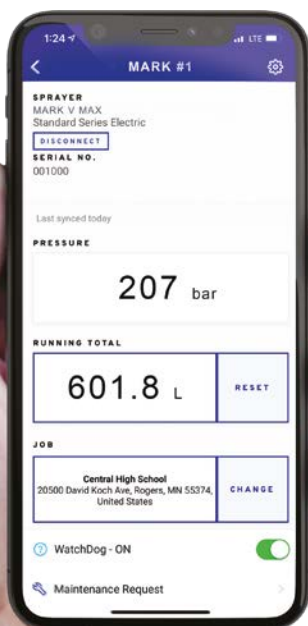 1:24 LTE
MARK #1
SPRAYER
MARK V MAX
Standard Series Electric
DISCONNECT
SERIAL NO.
001000
Last synced today
PRESSURE
207 bar
RUNNING TOTAL
601.8 L RESET
JOB
Central High School
20500 David Koch Ave, Rogers, MN 55374, CHANGE
United States
WatchDog - ON
Maintenance Request